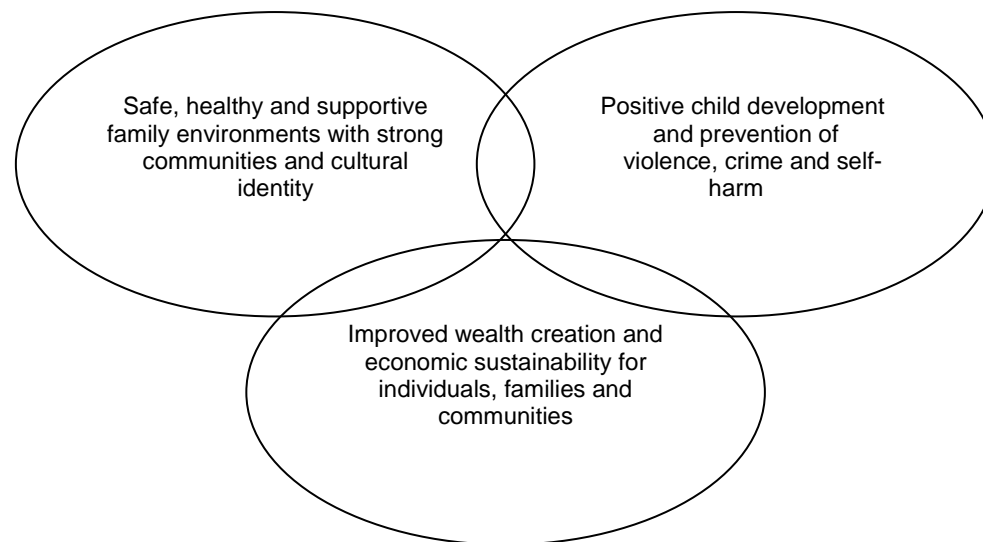 Safe, healthy and supportive
family environments with strong
communities and cultural
identity
Positive child development
and prevention of
violence, crime and self-
harm
Improved wealth creation and
economic sustainability for
individuals, families and
communities